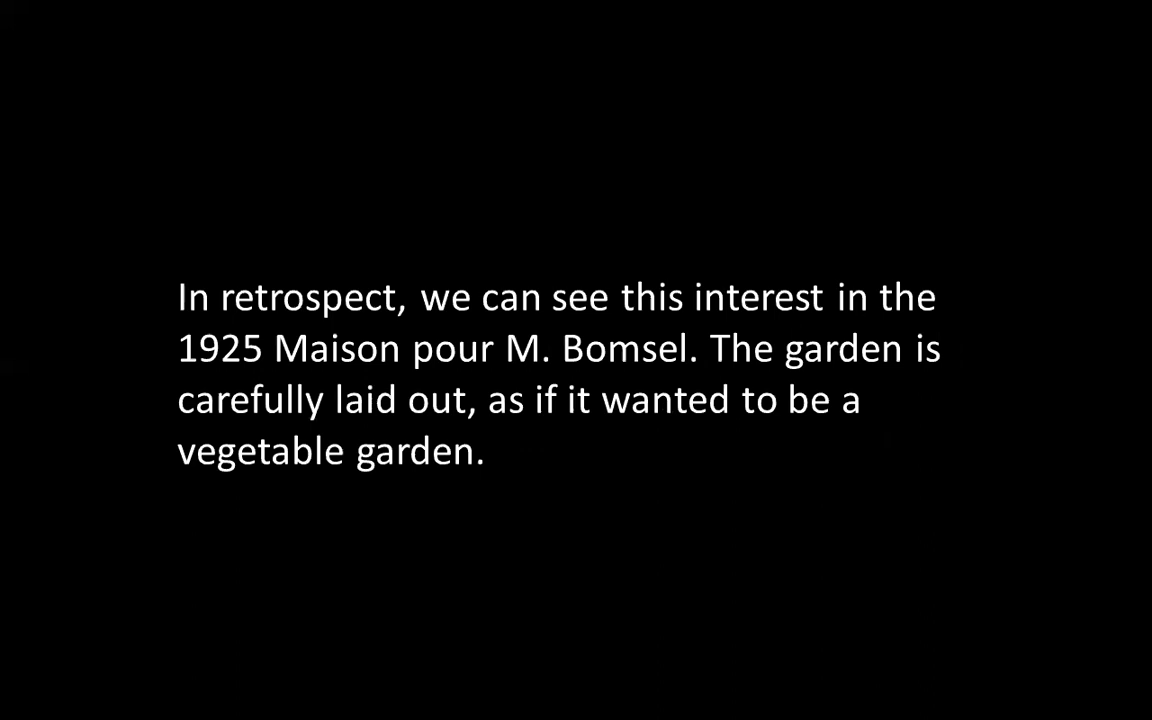 In retrospect, we can see this interest in the
1925 Maison pour M. Bomsel. The garden is
carefully laid out, as if it wanted to be a
vegetable garden.